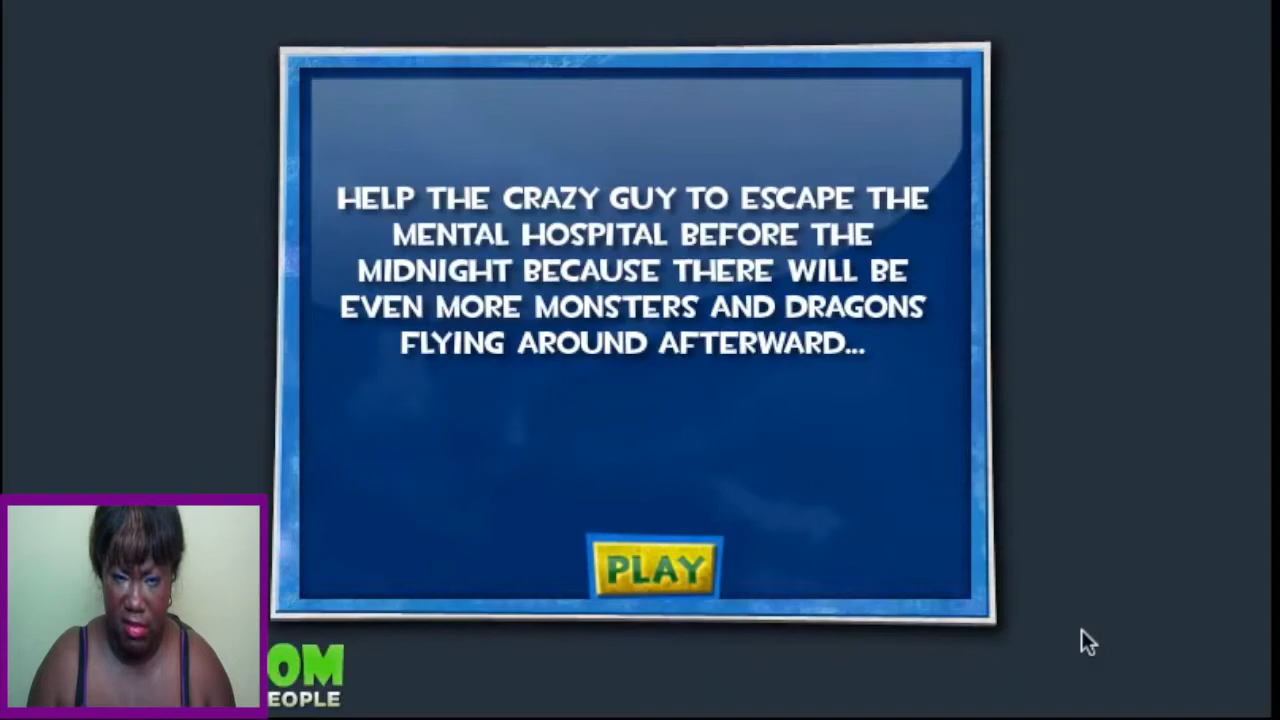 HELP THE CRAZY GUY TO ESCAPE THE
MENTAL HOSPITAL BEFORE THE
MIDNIGHT BECAUSE THERE WILL BE
EVEN MORE MONSTERS AND DRAGONS
FLYING AROUND AFTERWARD...
PLAY
OM
EOPLE